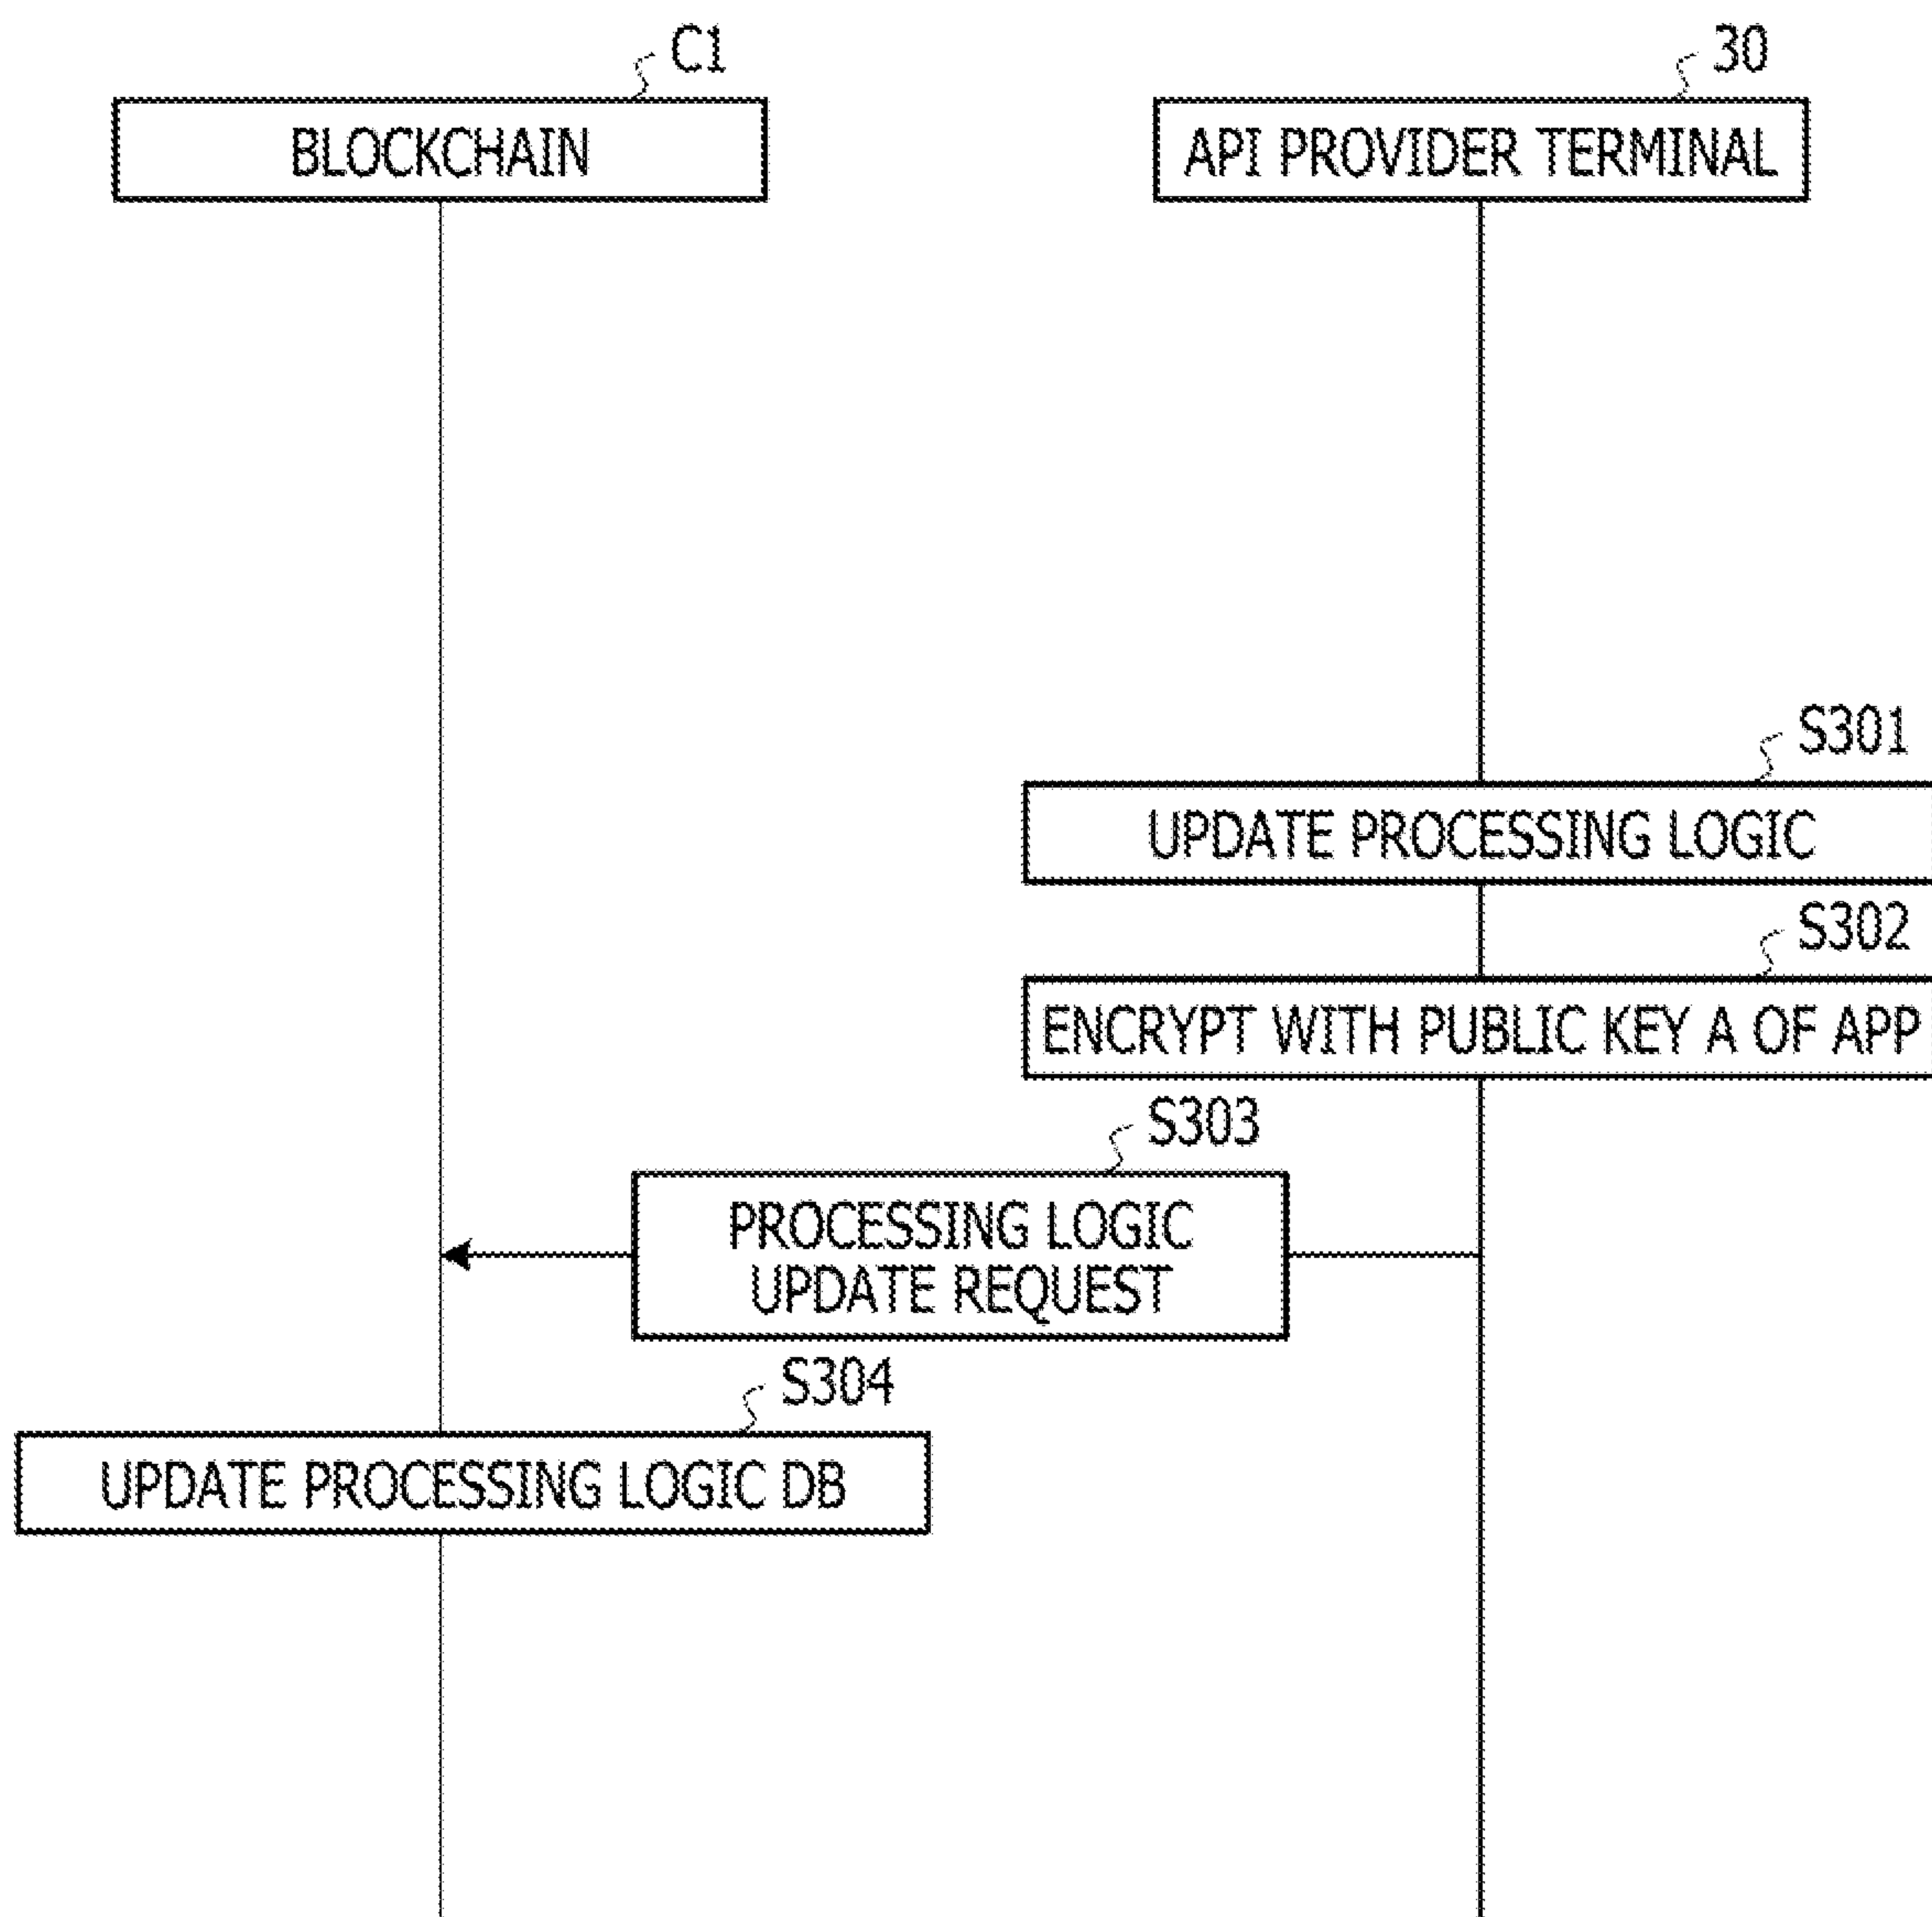 C1
30
BLOCKCHAIN
API PROVIDER TERMINAL
S301
UPDATE PROCESSING LOGIC
S302
ENCRYPT WITH PUBLIC KEY A OF APP
S303
PROCESSING LOGIC
UPDATE REQUEST
S304
UPDATE PROCESSING LOGIC DB